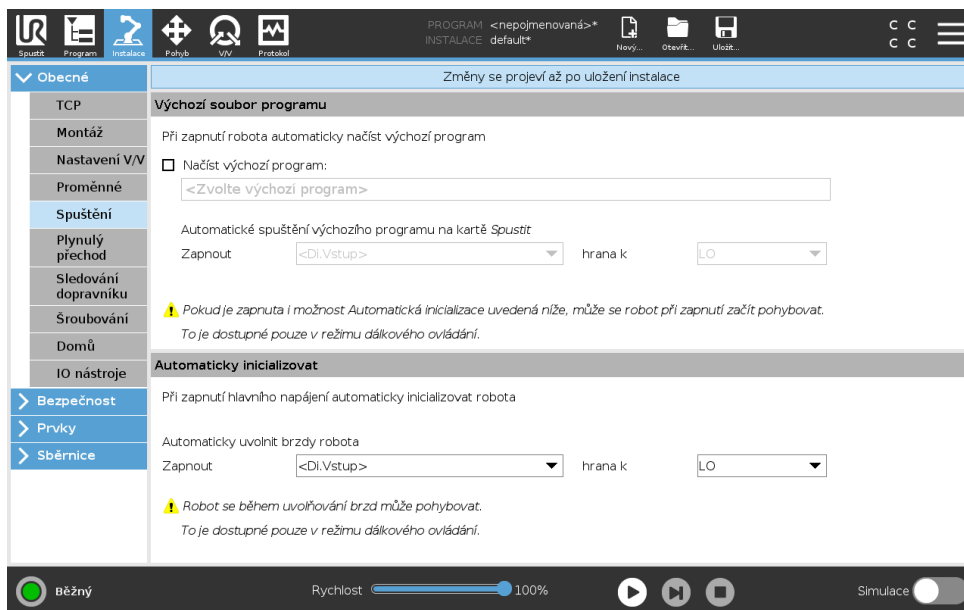 UR
PROGRAM <nepojmenovaná>*
INSTALACE default*
Spustit Program Instalace Pohyb V/V Protokol Nový... Otevřít... Uložit...
C C
C C
Obecné
TCP
Montáž
Nastavení V/V
Proměnné
Spuštění
Plynulý
přechod
Sledování
dopravníku
Šroubování
Domů
IO nástroje
Bezpečnost
Prvky
Sběrnice
Změny se projeví až po uložení instalace
Výchozí soubor programu
Při zapnutí robota automaticky načíst výchozí program
Načíst výchozí program:
<Zvolte výchozí program>
Automatické spuštění výchozího programu na kartě Spustit
Zapnout <Di.Vstup> hrana k LO
Pokud je zapnuta i možnost Automatická inicializace uvedená níže, může se robot při zapnutí začít pohybovat.
To je dostupné pouze v režimu dálkového ovládání.
Automaticky inicializovat
Při zapnutí hlavního napájení automaticky inicializovat robota
Automaticky uvolnit brzdy robota
Zapnout <Di.Vstup> hrana k LO
Robot se během uvolňování brzd může pohybovat.
To je dostupné pouze v režimu dálkového ovládání.
Běžný Rychlost 100% Simulace